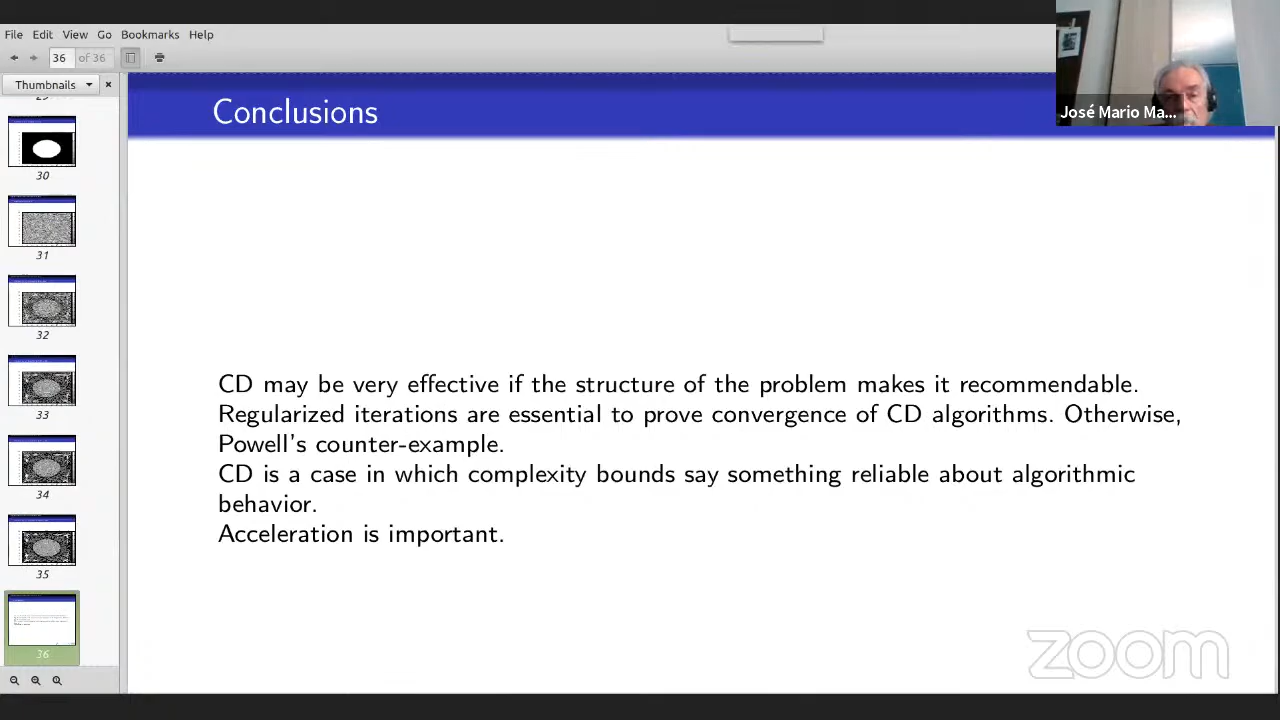 File Edit View Go Bookmarks Help
36 of 36
Thumbnails
Conclusions
José Mario Ma...
30
31
32
33
34
35
36
CD may be very effective if the structure of the problem makes it recommendable.
Regularized iterations are essential to prove convergence of CD algorithms. Otherwise,
Powell's counter-example.
CD is a case in which complexity bounds say something reliable about algorithmic
behavior.
Acceleration is important.
zoom